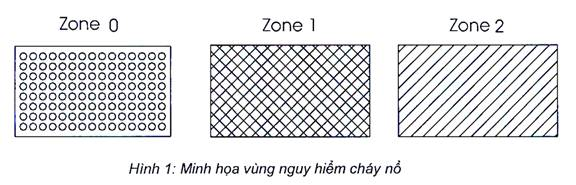 Zone 0 Zone 1 Zone 2
Hình 1: Minh họa vùng nguy hiểm cháy nổ